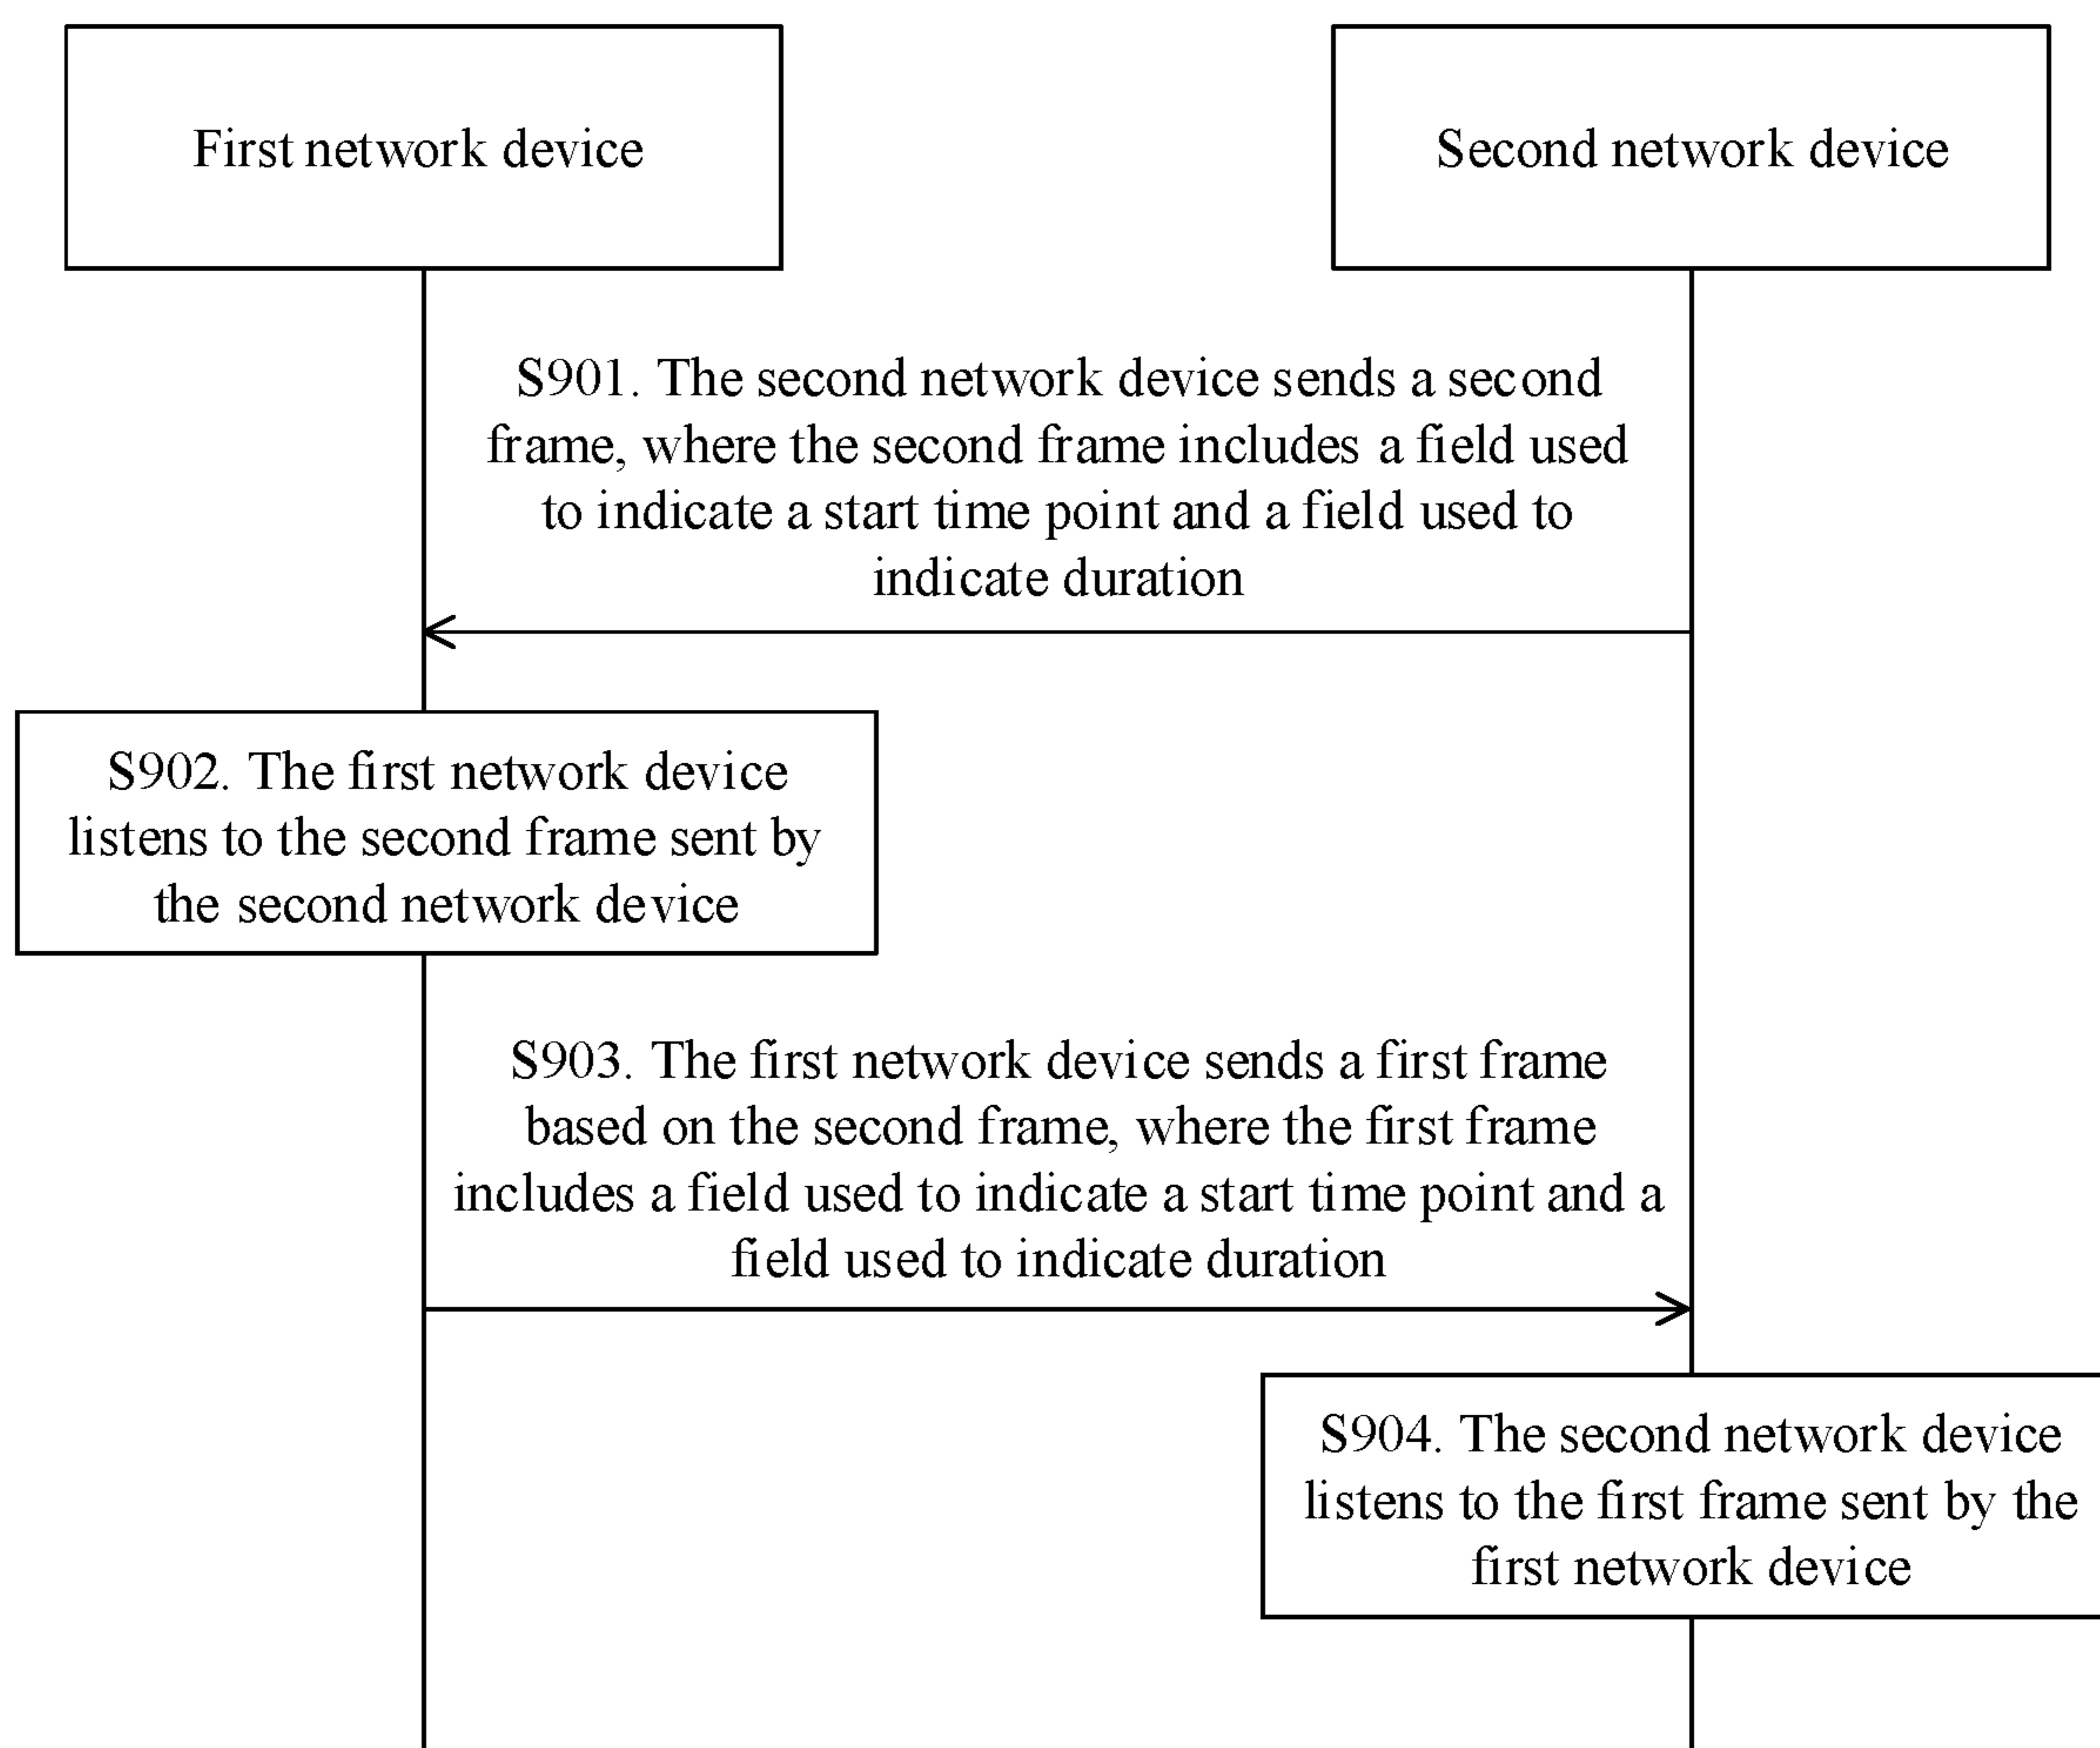 First network device
Second network device
S901. The second network device sends a second
frame, where the second frame includes a field used
to indicate a start time point and a field used to
indicate duration
S902. The first network device
listens to the second frame sent by
the second network device
S903. The first network device sends a first frame
based on the second frame, where the first frame
includes a field used to indicate a start time point and a
field used to indicate duration
S904. The second network device
listens to the first frame sent by the
first network device